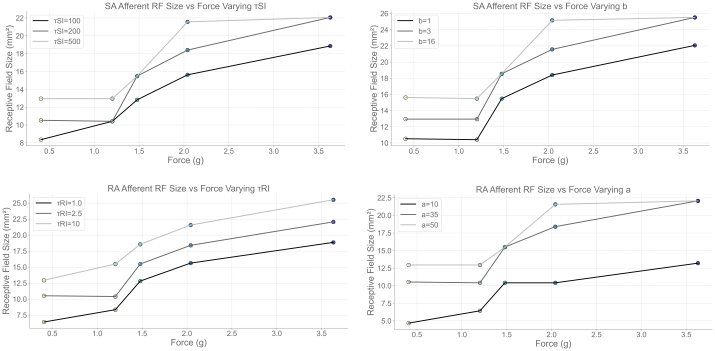 SA Afferent RF Size vs Force Varying τSI
Receptive Field Size (mm²)
22
20
18
16
14
12
10
8
τSI=100
τSI=200
τSI=500
0.5
1.0
1.5
2.0
2.5
3.0
3.5
Force (g)
SA Afferent RF Size vs Force Varying b
Receptive Field Size (mm²)
26
24
22
20
18
16
14
12
10
b=1
b=3
b=16
0.5
1.0
1.5
2.0
2.5
3.0
3.5
Force (g)
RA Afferent RF Size vs Force Varying τRI
Receptive Field Size (mm²)
25.0
22.5
20.0
17.5
15.0
12.5
10.0
7.5
τRI=1.0
τRI=2.5
τRI=10
0.5
1.0
1.5
2.0
2.5
3.0
3.5
Force (g)
RA Afferent RF Size vs Force Varying a
Receptive Field Size (mm²)
22.5
20.0
17.5
15.0
12.5
10.0
7.5
5.0
a=10
a=35
a=50
0.5
1.0
1.5
2.0
2.5
3.0
3.5
Force (g)